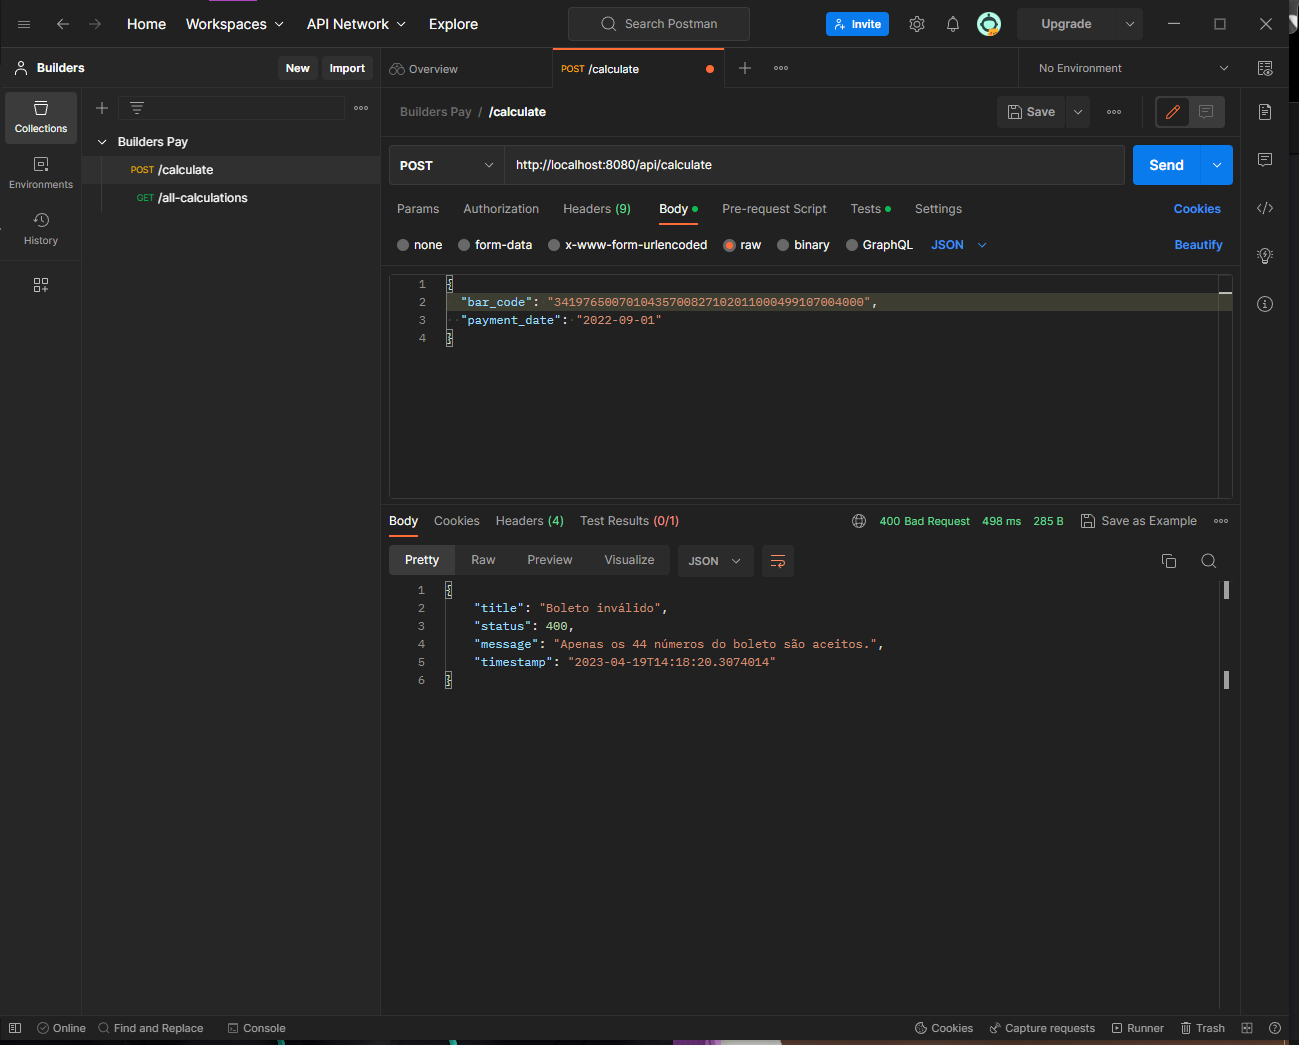 Home Workspaces API Network Explore Search Postman Invite Upgrade
Builders New Import Overview POST /calculate No Environment
Collections
Environments
History
Builders Pay
POST /calculate
GET /all-calculations
Builders Pay / /calculate Save
POST http://localhost:8080/api/calculate Send
Params Authorization Headers (9) Body Pre-request Script Tests Settings Cookies
none form-data x-www-form-urlencoded raw binary GraphQL JSON Beautify
1 {
2 "bar_code": "3419765007010435700827102011000499107004000",
3 "payment_date": "2022-09-01"
4 }
Body Cookies Headers (4) Test Results (0/1) 400 Bad Request 498 ms 285 B Save as Example
Pretty Raw Preview Visualize JSON
1 {
2 "title": "Boleto inválido",
3 "status": 400,
4 "message": "Apenas os 44 números do boleto são aceitos.",
5 "timestamp": "2023-04-19T14:18:20.3074014"
6 }
Online Find and Replace Console Cookies Capture requests Runner Trash